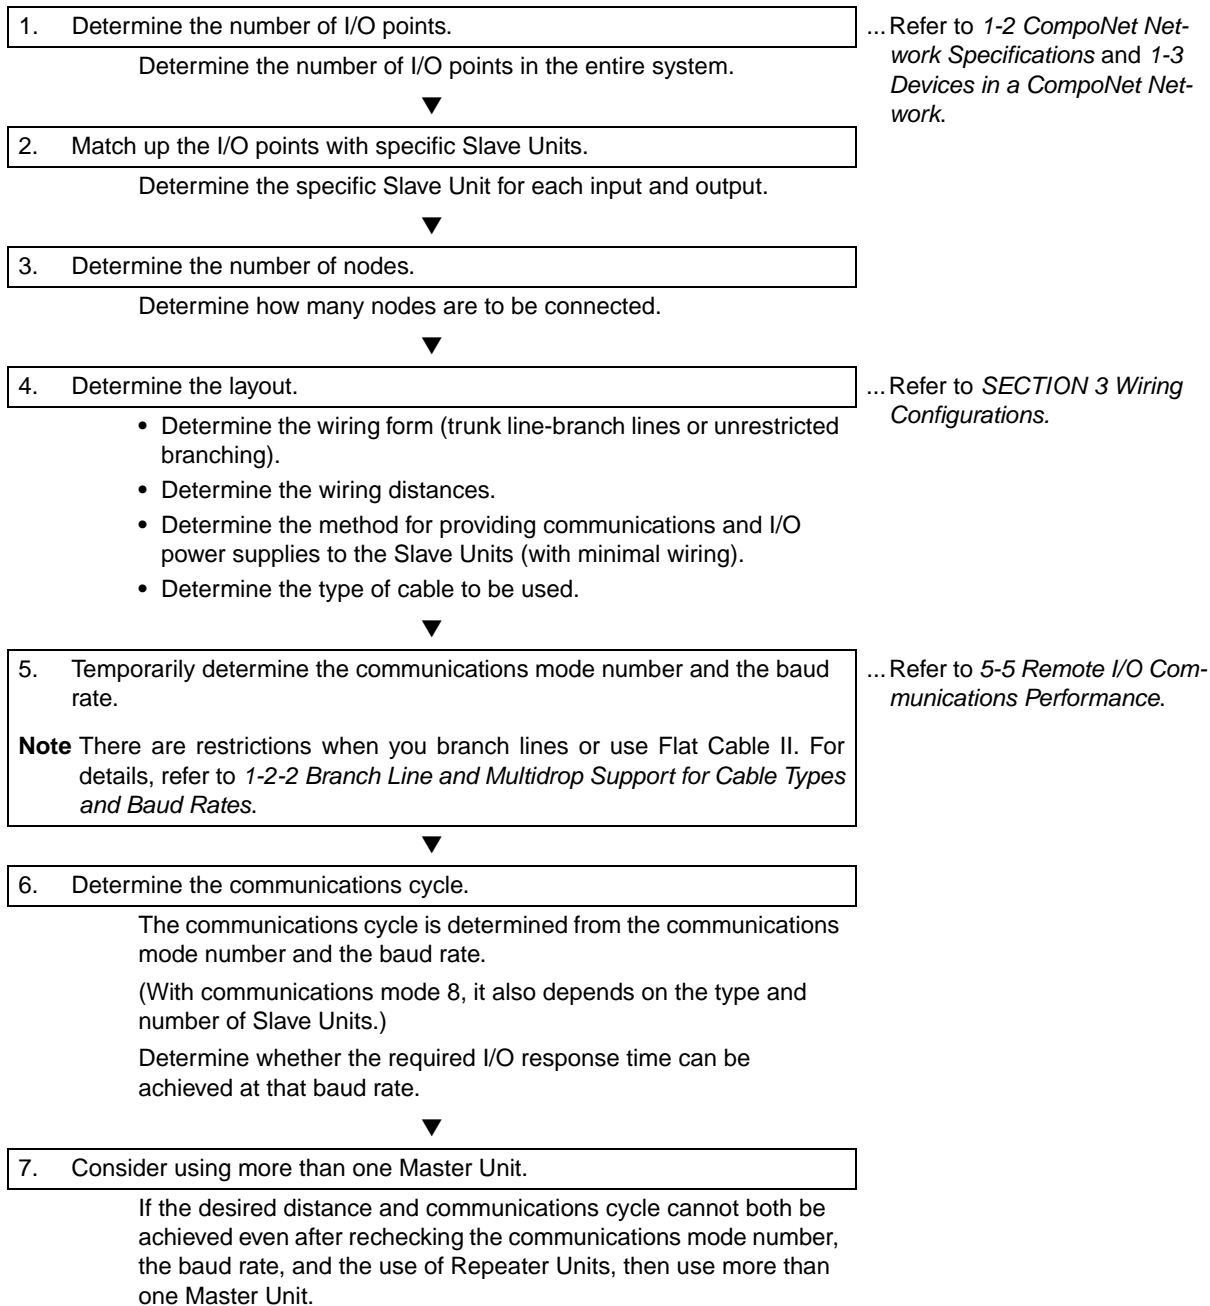 1. Determine the number of I/O points.
...Refer to 1-2 CompoNet Net-
work Specifications and 1-3
Devices in a CompoNet Net-
work.
Determine the number of I/O points in the entire system.
▼
2. Match up the I/O points with specific Slave Units.
Determine the specific Slave Unit for each input and output.
▼
3. Determine the number of nodes.
Determine how many nodes are to be connected.
▼
4. Determine the layout.
...Refer to SECTION 3 Wiring
Configurations.
• Determine the wiring form (trunk line-branch lines or unrestricted
branching).
• Determine the wiring distances.
• Determine the method for providing communications and I/O
power supplies to the Slave Units (with minimal wiring).
• Determine the type of cable to be used.
▼
5. Temporarily determine the communications mode number and the baud
rate.
...Refer to 5-5 Remote I/O Com-
munications Performance.
Note There are restrictions when you branch lines or use Flat Cable II. For
details, refer to 1-2-2 Branch Line and Multidrop Support for Cable Types
and Baud Rates.
▼
6. Determine the communications cycle.
The communications cycle is determined from the communications
mode number and the baud rate.
(With communications mode 8, it also depends on the type and
number of Slave Units.)
Determine whether the required I/O response time can be
achieved at that baud rate.
▼
7. Consider using more than one Master Unit.
If the desired distance and communications cycle cannot both be
achieved even after rechecking the communications mode number,
the baud rate, and the use of Repeater Units, then use more than
one Master Unit.